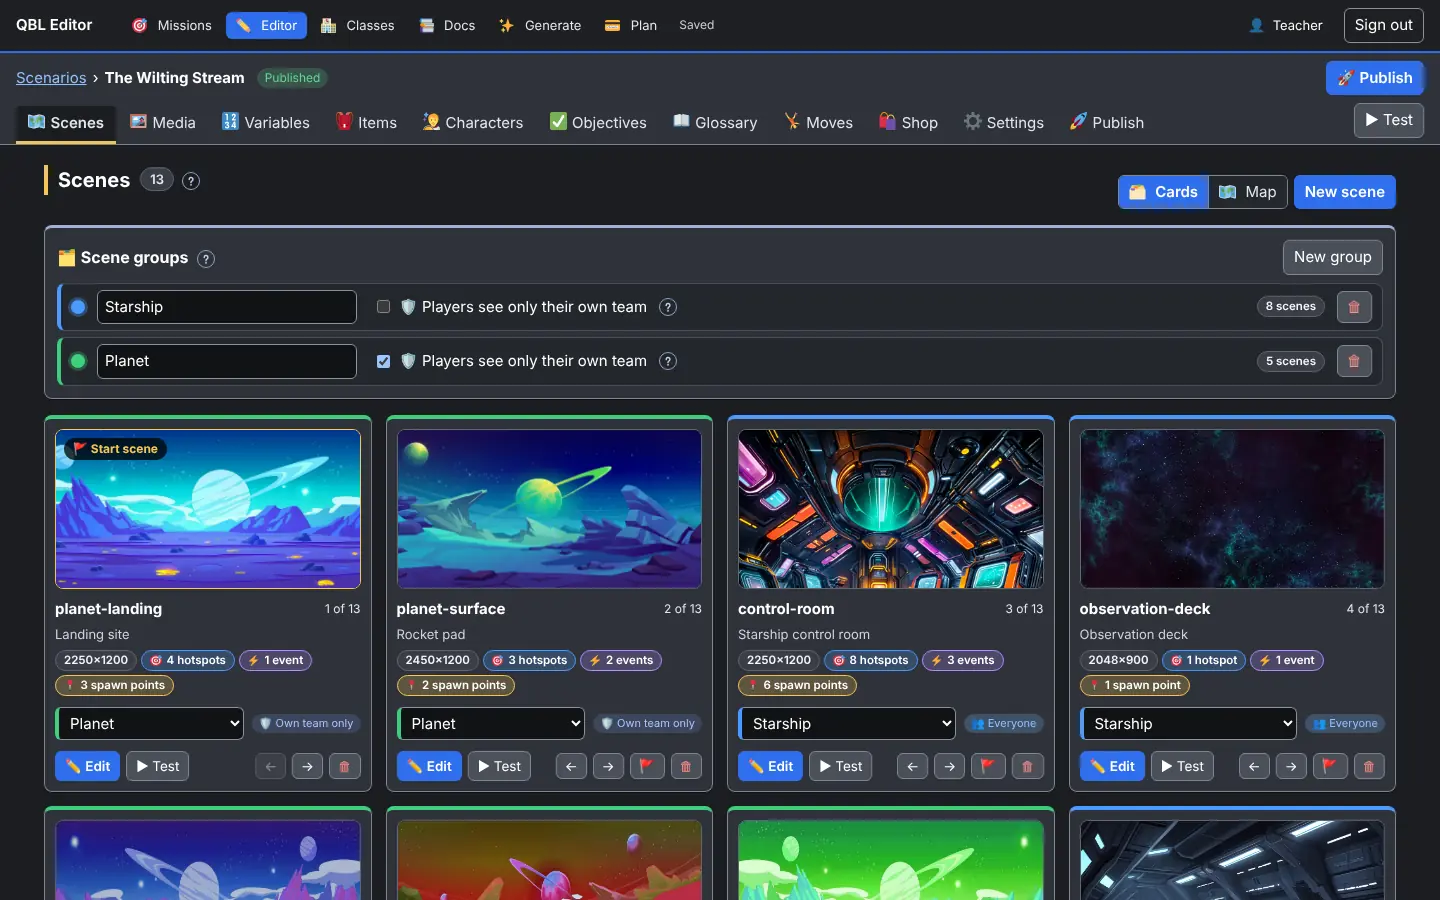 QBL Editor
Missions
Editor
Classes
Docs
Generate
Plan
Saved
Teacher
Sign out
Scenarios › The Wilting Stream
Published
Publish
Scenes
Media
Variables
Items
Characters
Objectives
Glossary
Moves
Shop
Settings
Publish
Test
Scenes 13 ?
Cards
Map
New scene
Scene groups ?
New group
Starship
Players see only their own team ?
8 scenes
Planet
Players see only their own team ?
5 scenes
Start scene
planet-landing 1 of 13
Landing site
2250×1200 4 hotspots 1 event
3 spawn points
Planet Own team only
Edit Test ← →
planet-surface 2 of 13
Rocket pad
2450×1200 3 hotspots 2 events
2 spawn points
Planet Own team only
Edit Test ← →
control-room 3 of 13
Starship control room
2250×1200 8 hotspots 3 events
6 spawn points
Starship Everyone
Edit Test ← →
observation-deck 4 of 13
Observation deck
2048×900 1 hotspot 1 event
1 spawn point
Starship Everyone
Edit Test ← →